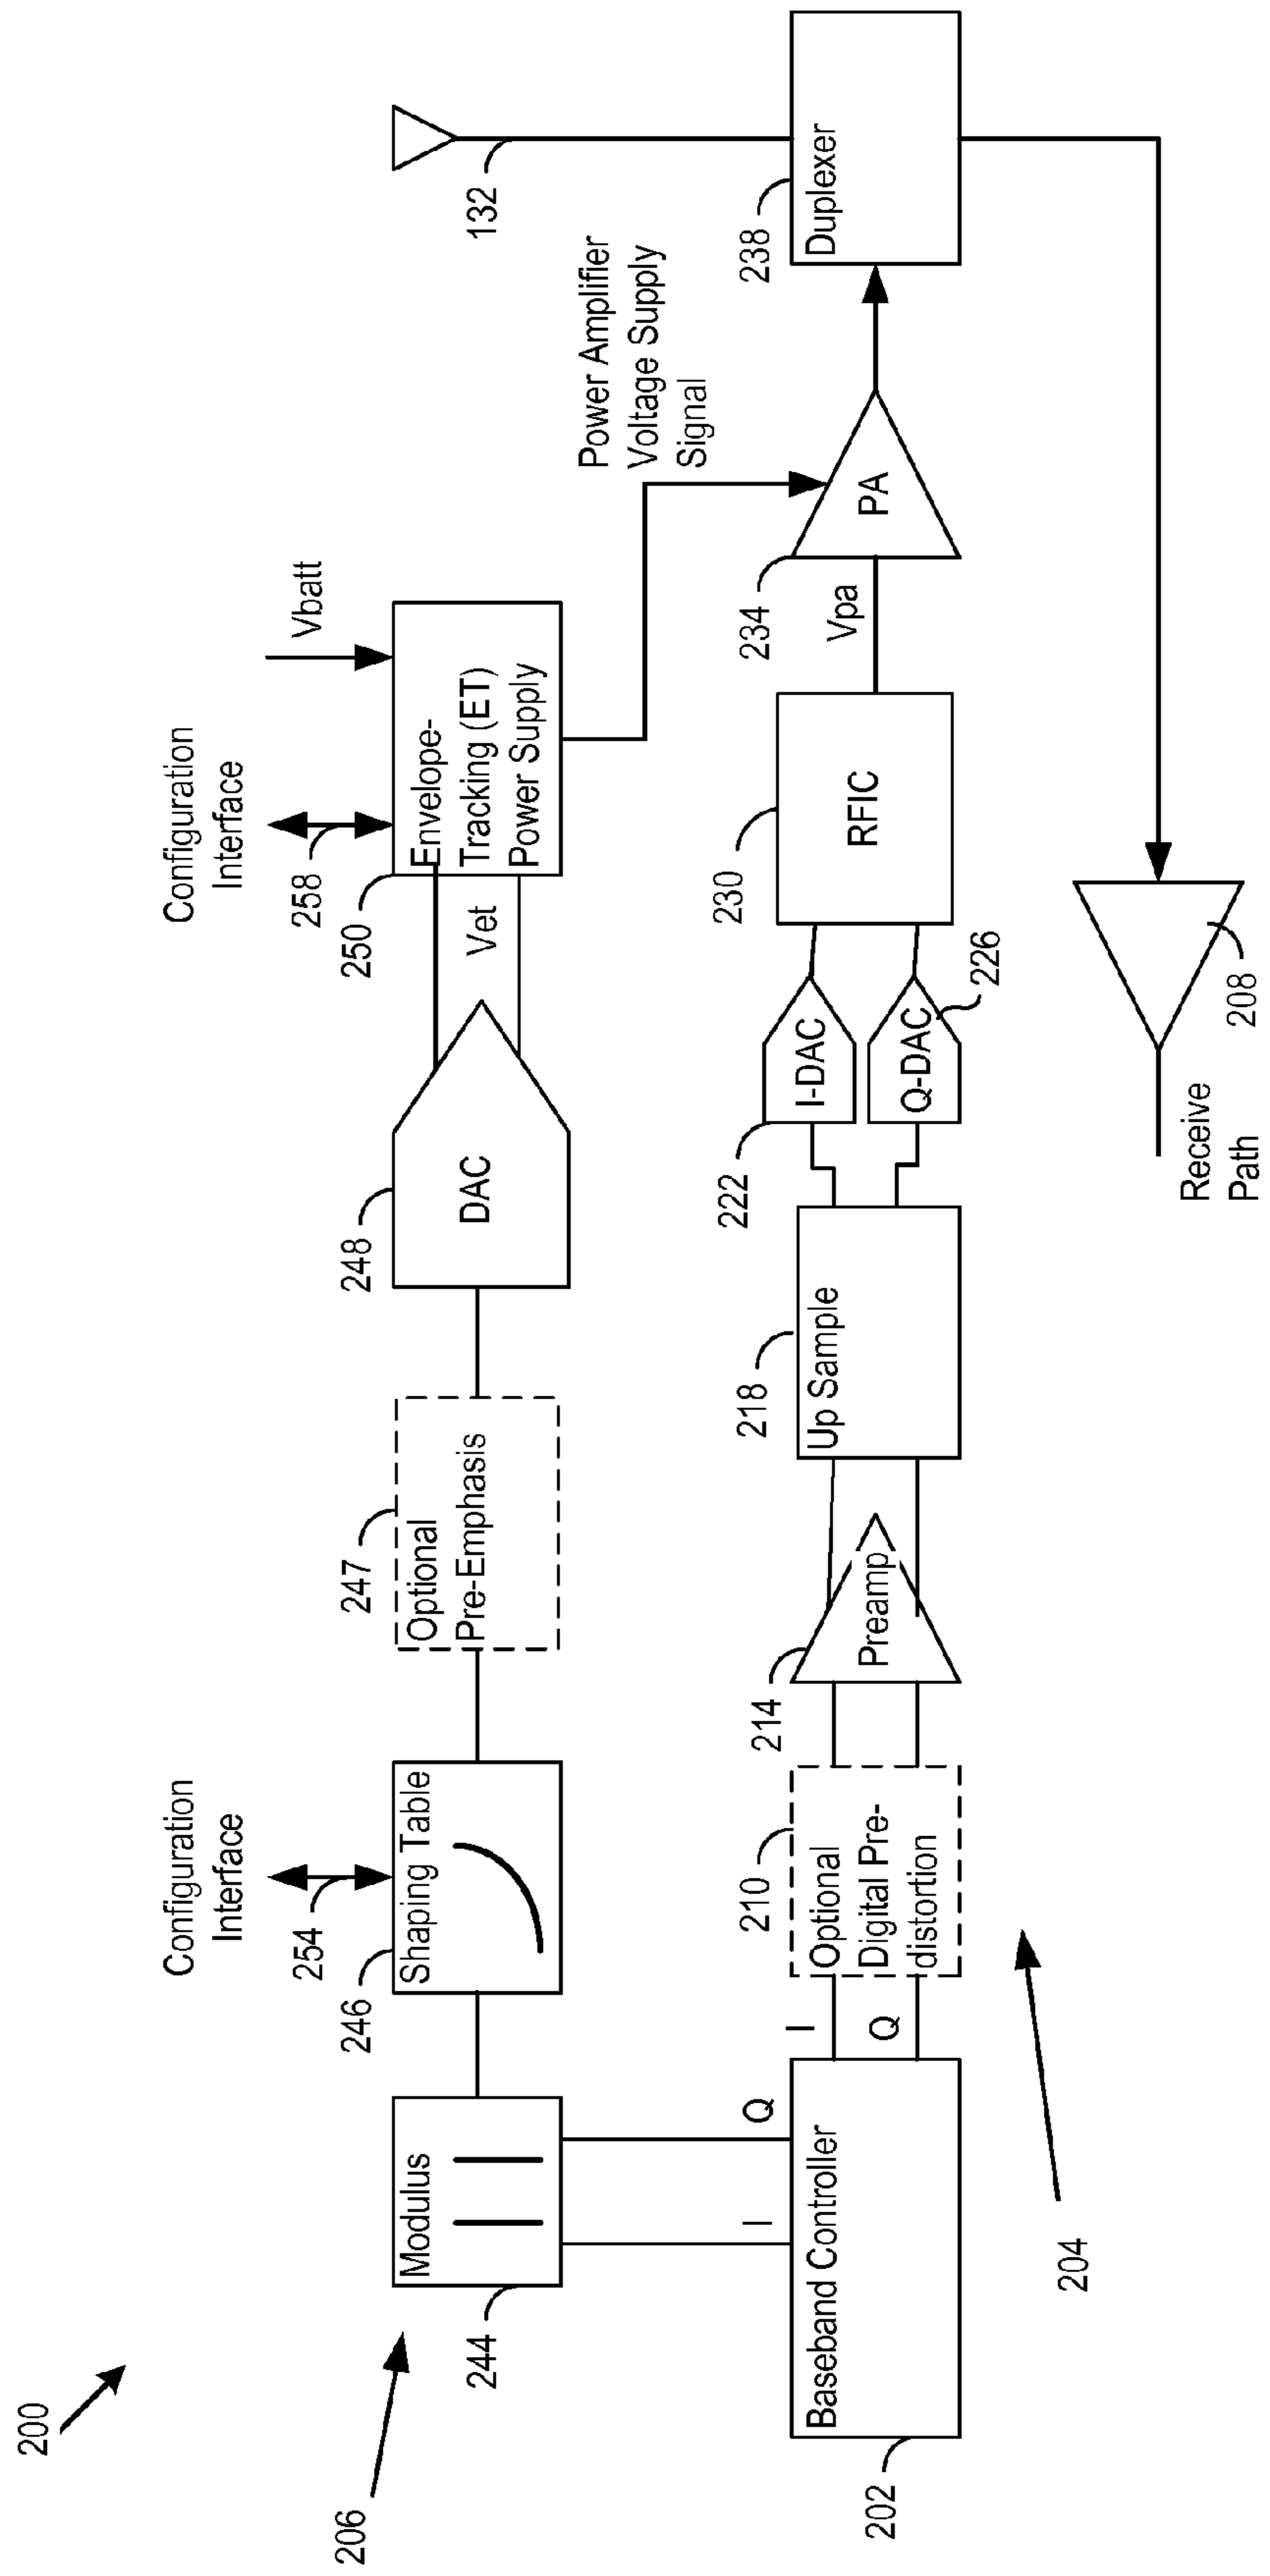 200
206
Configuration
Interface
254
246
Shaping Table
Modulus
244
247
Optional
Pre-Emphasis
248
DAC
Configuration
Interface
258
250
Vbatt
Envelope-
Tracking (ET)
Power Supply
Vet
Power Amplifier
Voltage Supply
Signal
132
I
Q
202
Baseband Controller
I
Q
210
Optional
Digital Pre-
distortion
214
Preamp
218
Up Sample
222
I-DAC
Q-DAC
226
230
RFIC
Vpa
234
PA
238
Duplexer
204
Receive
Path
208